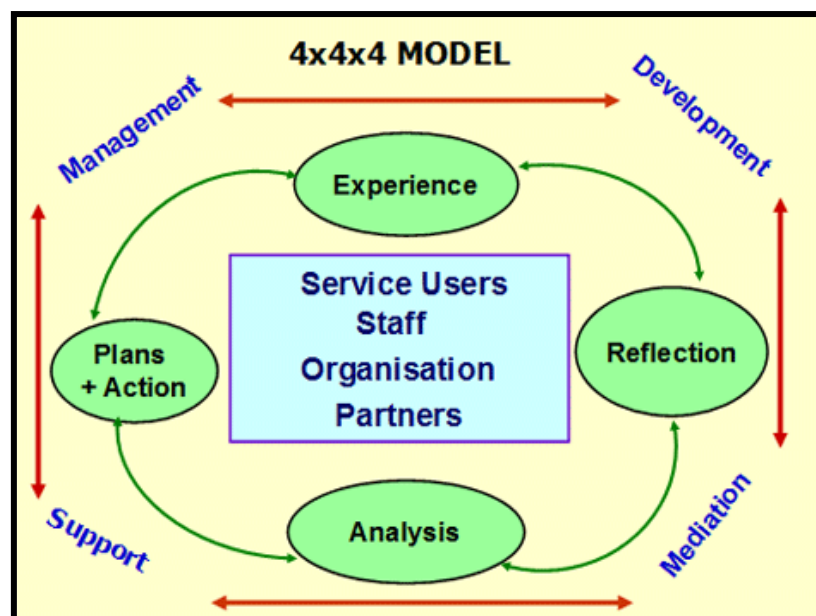 4x4x4 MODEL
Management
Development
Experience
Service Users
Staff
Organisation
Partners
Plans
+ Action
Reflection
Analysis
Support
Mediation